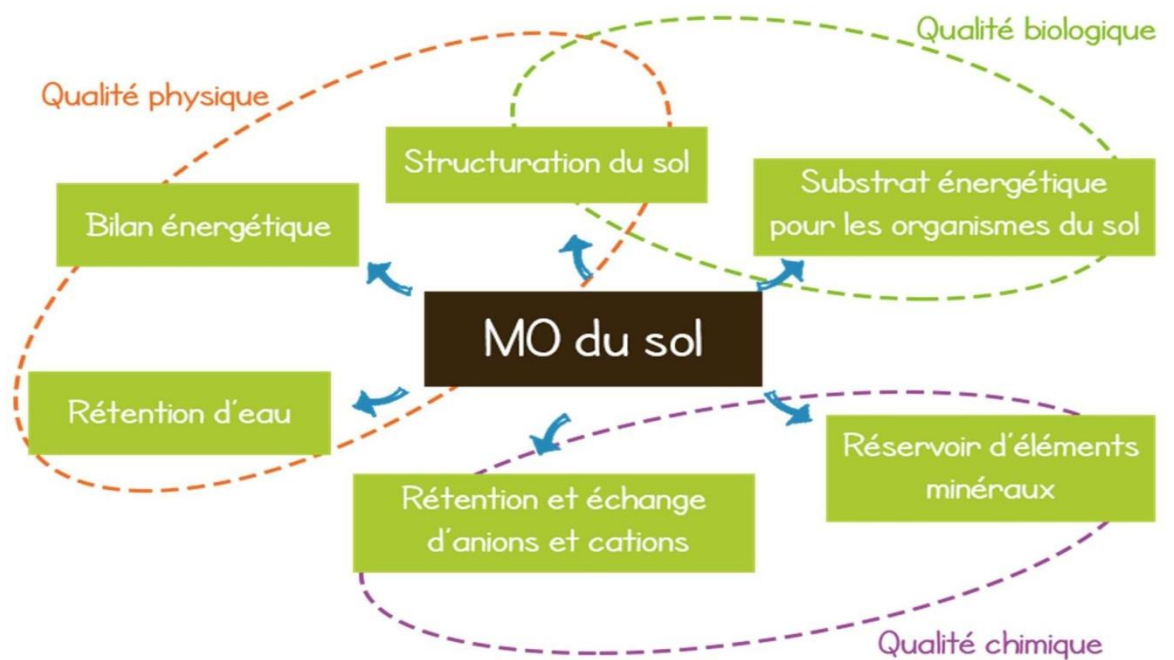 Qualité biologique
Qualité physique
Structuration du sol
Substrat énergétique
pour les organismes du sol
Bilan énergétique
MO du sol
Rétention d'eau
Réservoir d'éléments
minéraux
Rétention et échange
d'anions et cations
Qualité chimique